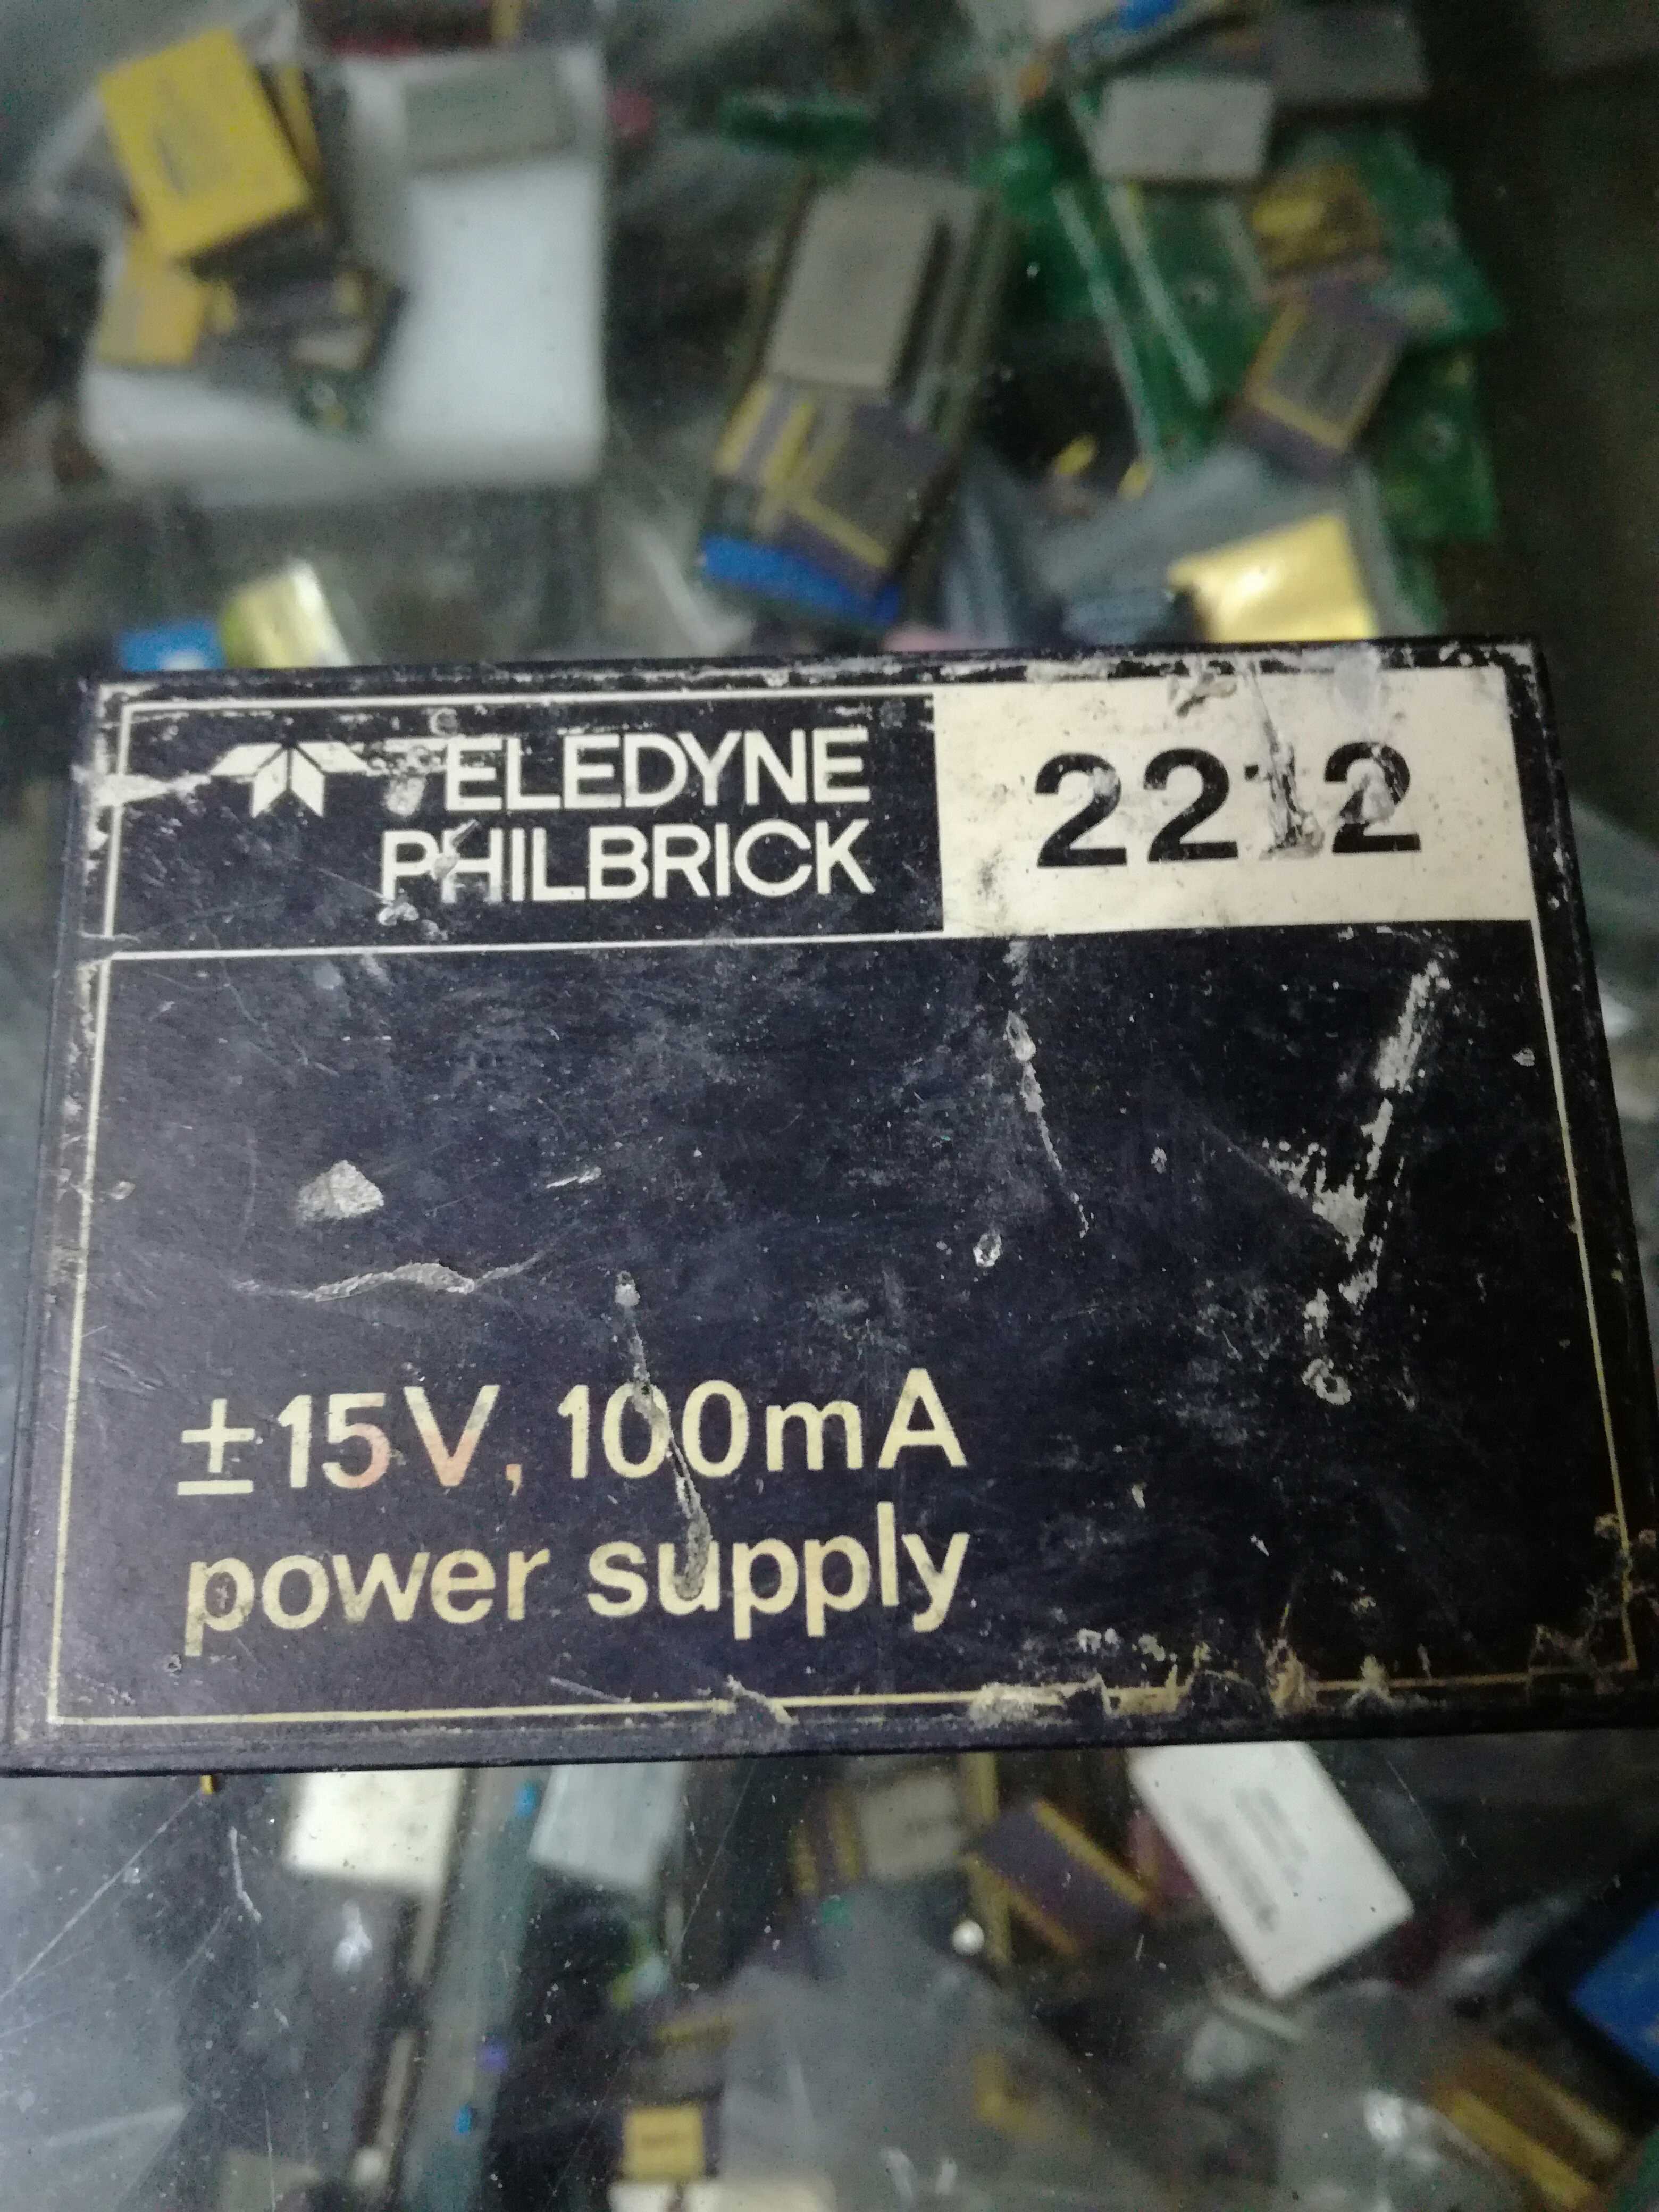 TELEDYNE
PHILBRICK
2212
±15V, 100mA
power supply